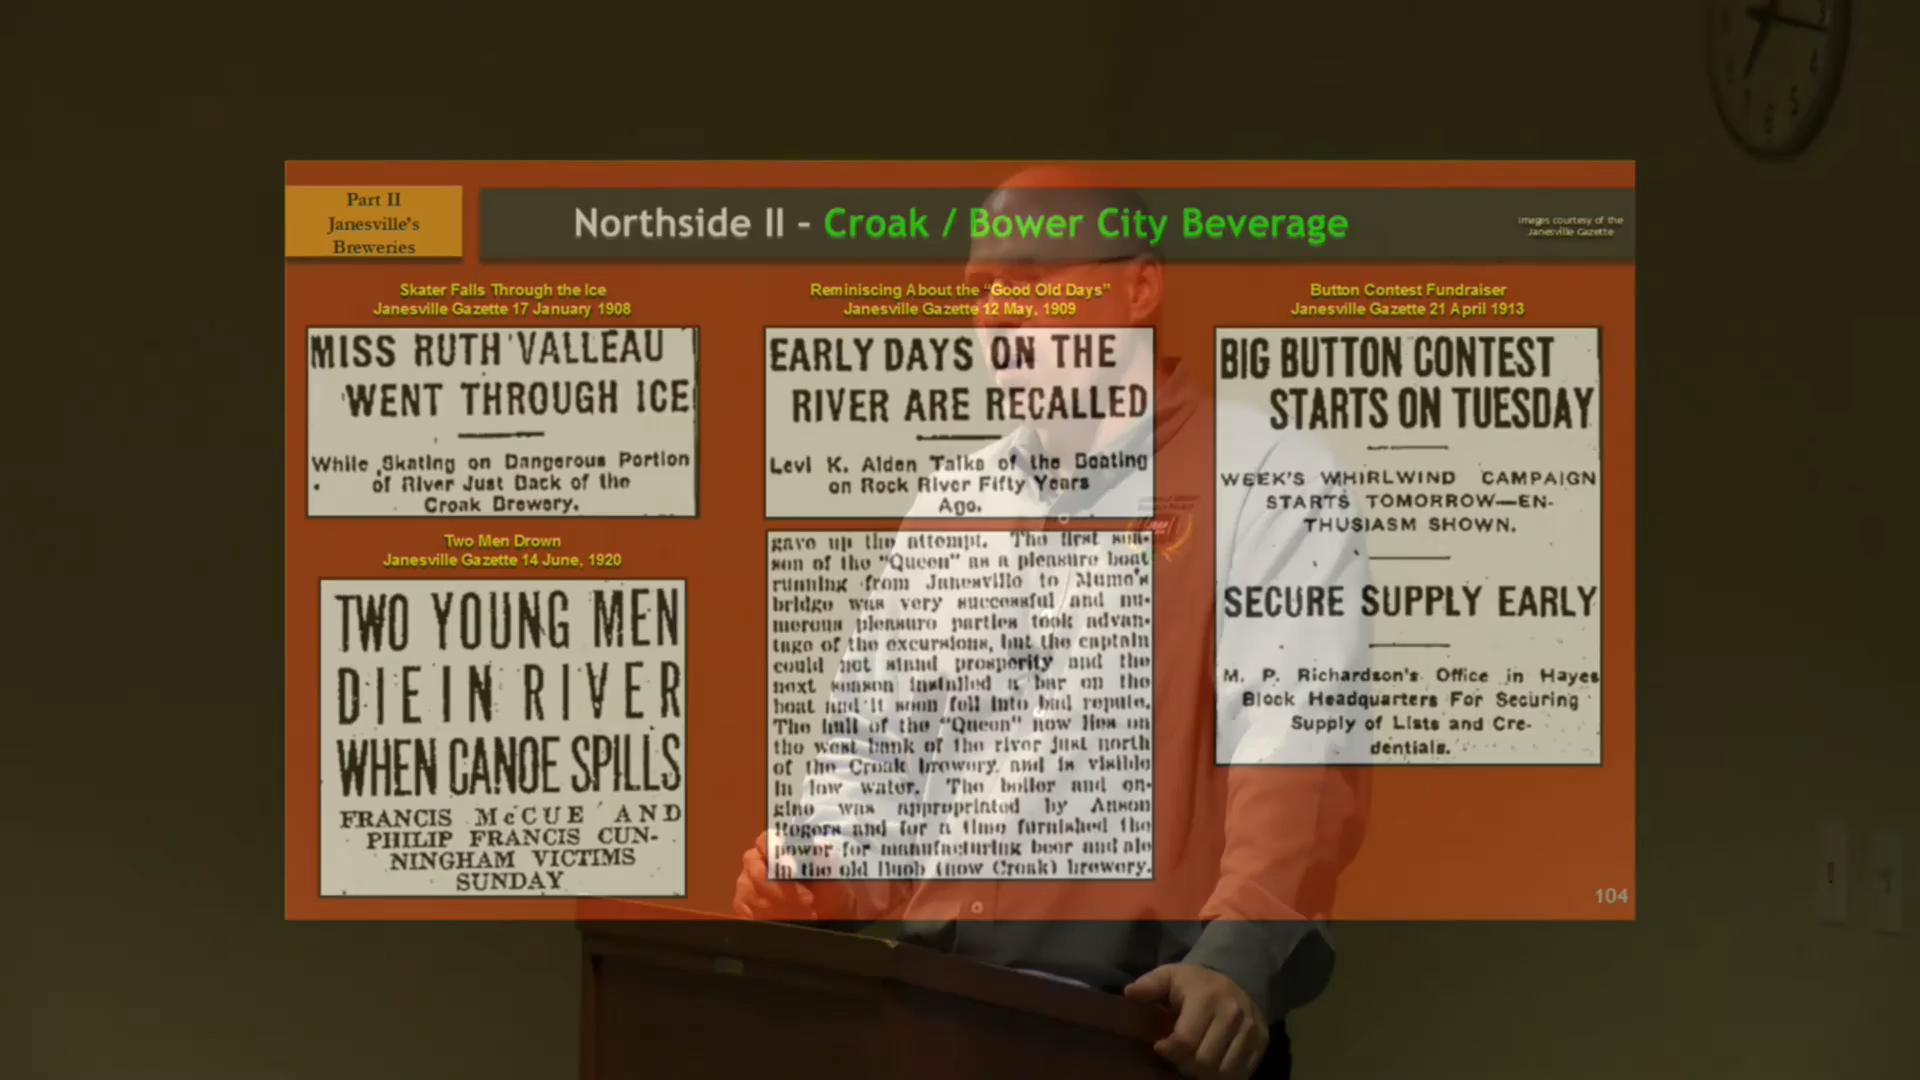 Part II
Janesville's
Breweries
Northside II - Croak / Bower City Beverage
Images courtesy of the
Janesville Gazette
Skater Falls Through the Ice
Janesville Gazette 17 January 1908
MISS RUTH VALLEAU
WENT THROUGH ICE
While Skating on Dangerous Portion
of River Just Back of the
Croak Brewery.
Two Men Drown
Janesville Gazette 14 June, 1920
TWO YOUNG MEN
DIE IN RIVER
WHEN CANOE SPILLS
FRANCIS McCUE AND
PHILIP FRANCIS CUN-
NINGHAM VICTIMS
SUNDAY
Reminiscing About the "Good Old Days"
Janesville Gazette 12 May, 1909
EARLY DAYS ON THE
RIVER ARE RECALLED
Levi K. Alden Talks of the Boating
on Rock River Fifty Years
Ago.
gave up the attempt. The first sea-
son of the "Queen" as a pleasure boat
running from Janesville to
bridge was very successful and nu-
merous pleasure parties took advan-
tage of the excursions, but the captain
could not stand prosperity and the
next season installed a bar on the
boat and it soon fell into bad repute.
The hull of the "Queen" now lies on
the west bank of the river just north
of the Croak brewery, and is visible
in low water. The boiler and en-
gine was appropriated by Anson
Rogers and for a time furnished the
power for manufacturing beer and ale
in the old (now Croak) brewery.
Button Contest Fundraiser
Janesville Gazette 21 April 1913
BIG BUTTON CONTEST
STARTS ON TUESDAY
WEEK'S WHIRLWIND CAMPAIGN
STARTS TOMORROW—EN-
THUSIASM SHOWN.
SECURE SUPPLY EARLY
M. P. Richardson's Office in Hayes
Block Headquarters For Securing
Supply of Lists and Cre-
dentials.
104